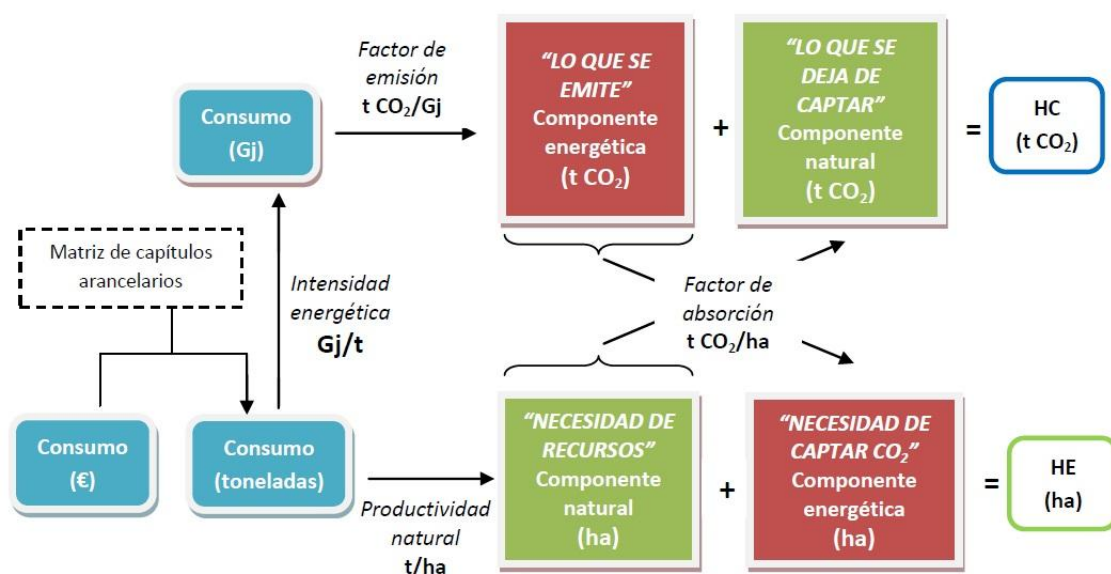 Factor de
emisión
t CO₂/Gj
Consumo
(Gj)
“LO QUE SE
EMITE”
Componente
energética
(t CO₂)
+
“LO QUE SE
DEJA DE
CAPTAR”
Componente
natural
(t CO₂)
=
HC
(t CO₂)
Matriz de capítulos
arancelarios
Intensidad
energética
Gj/t
Factor de
absorción
t CO₂/ha
Consumo
(€)
Consumo
(toneladas)
Productividad
natural
t/ha
“NECESIDAD DE
RECURSOS”
Componente
natural
(ha)
+
“NECESIDAD DE
CAPTAR CO₂”
Componente
energética
(ha)
=
HE
(ha)